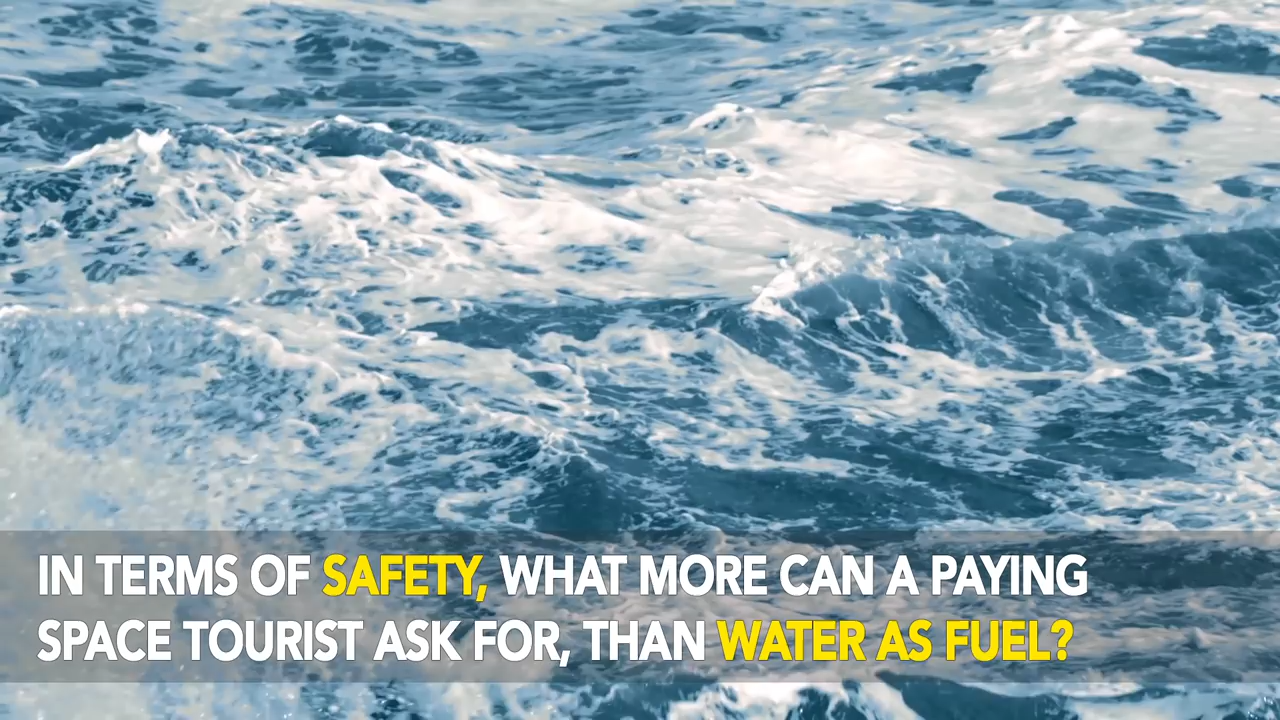 IN TERMS OF SAFETY, WHAT MORE CAN A PAYING
SPACE TOURIST ASK FOR, THAN WATER AS FUEL?